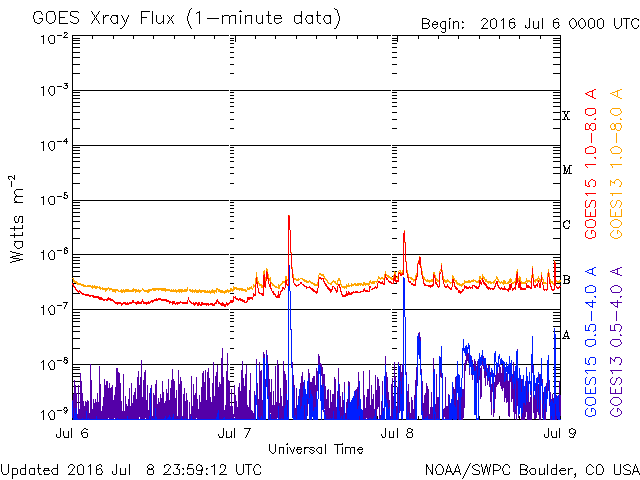 GOES Xray Flux (1-minute data)
Begin: 2016 Jul 6 0000 UTC
10-2
10-3
10-4
10-5
10-6
10-7
10-8
10-9
Watts m-2
X
M
C
B
A
GOES15 1.0-8.0 A
GOES13 1.0-8.0 A
GOES15 0.5-4.0 A
GOES13 0.5-4.0 A
Jul 6
Jul 7
Jul 8
Jul 9
Universal Time
Updated 2016 Jul 8 23:59:12 UTC
NOAA/SWPC Boulder, CO USA